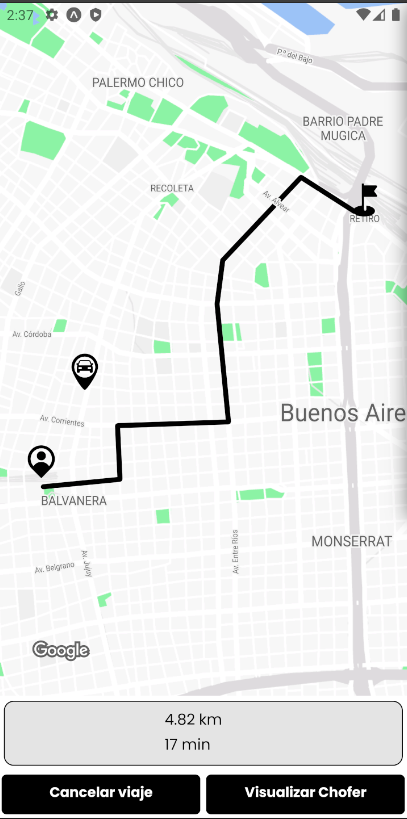 2:37
Pª del Bajo
PALERMO CHICO
BARRIO PADRE
MUGICA
RECOLETA
Av. Alvear
RETIRO
Gallo
Av. Córdoba
Av. Corrientes
Buenos Aire
BALVANERA
MONSERRAT
Av. Entre Ríos
Av. Jujuy
Av. Belgrano
Google
4.82 km
17 min
Cancelar viaje
Visualizar Chofer